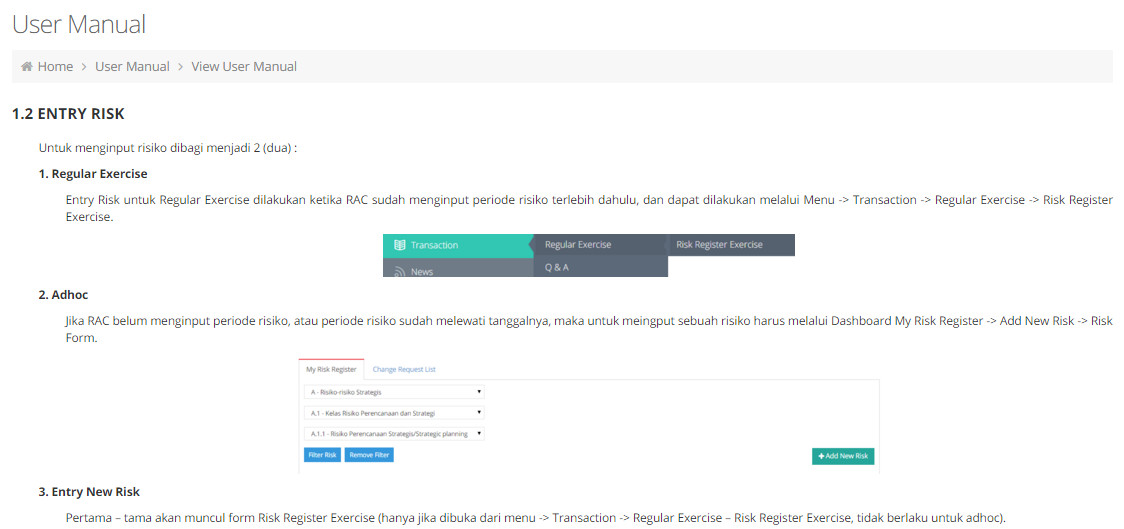 User Manual
Home > User Manual > View User Manual
1.2 ENTRY RISK
Untuk menginput risiko dibagi menjadi 2 (dua) :
1. Regular Exercise
Entry Risk untuk Regular Exercise dilakukan ketika RAC sudah menginput periode risiko terlebih dahulu, dan dapat dilakukan melalui Menu -> Transaction -> Regular Exercise -> Risk Register
Exercise.
Transaction Regular Exercise Risk Register Exercise
News Q & A
2. Adhoc
Jika RAC belum menginput periode risiko, atau periode risiko sudah melewati tanggalnya, maka untuk meingput sebuah risiko harus melalui Dashboard My Risk Register -> Add New Risk -> Risk
Form.
My Risk Register Change Request List
A - Risiko-risiko Strategis
A.1 - Kelas Risiko Perencanaan dan Strategi
A.1.1 - Risiko Perencanaan Strategis/Strategic planning
Filter Risk Remove Filter + Add New Risk
3. Entry New Risk
Pertama – tama akan muncul form Risk Register Exercise (hanya jika dibuka dari menu -> Transaction -> Regular Exercise – Risk Register Exercise, tidak berlaku untuk adhoc).